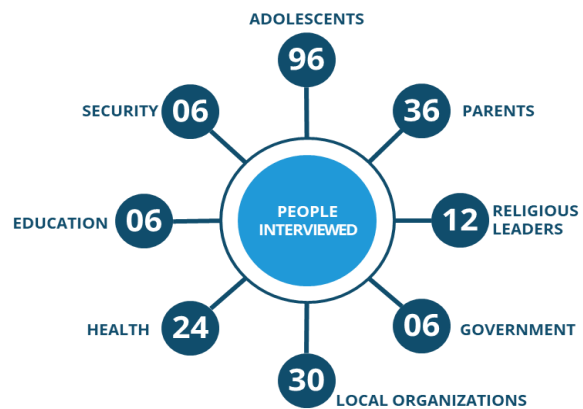 ADOLESCENTS
96
SECURITY
06
36
PARENTS
EDUCATION
06
PEOPLE
INTERVIEWED
12
RELIGIOUS
LEADERS
HEALTH
24
06
GOVERNMENT
30
LOCAL ORGANIZATIONS